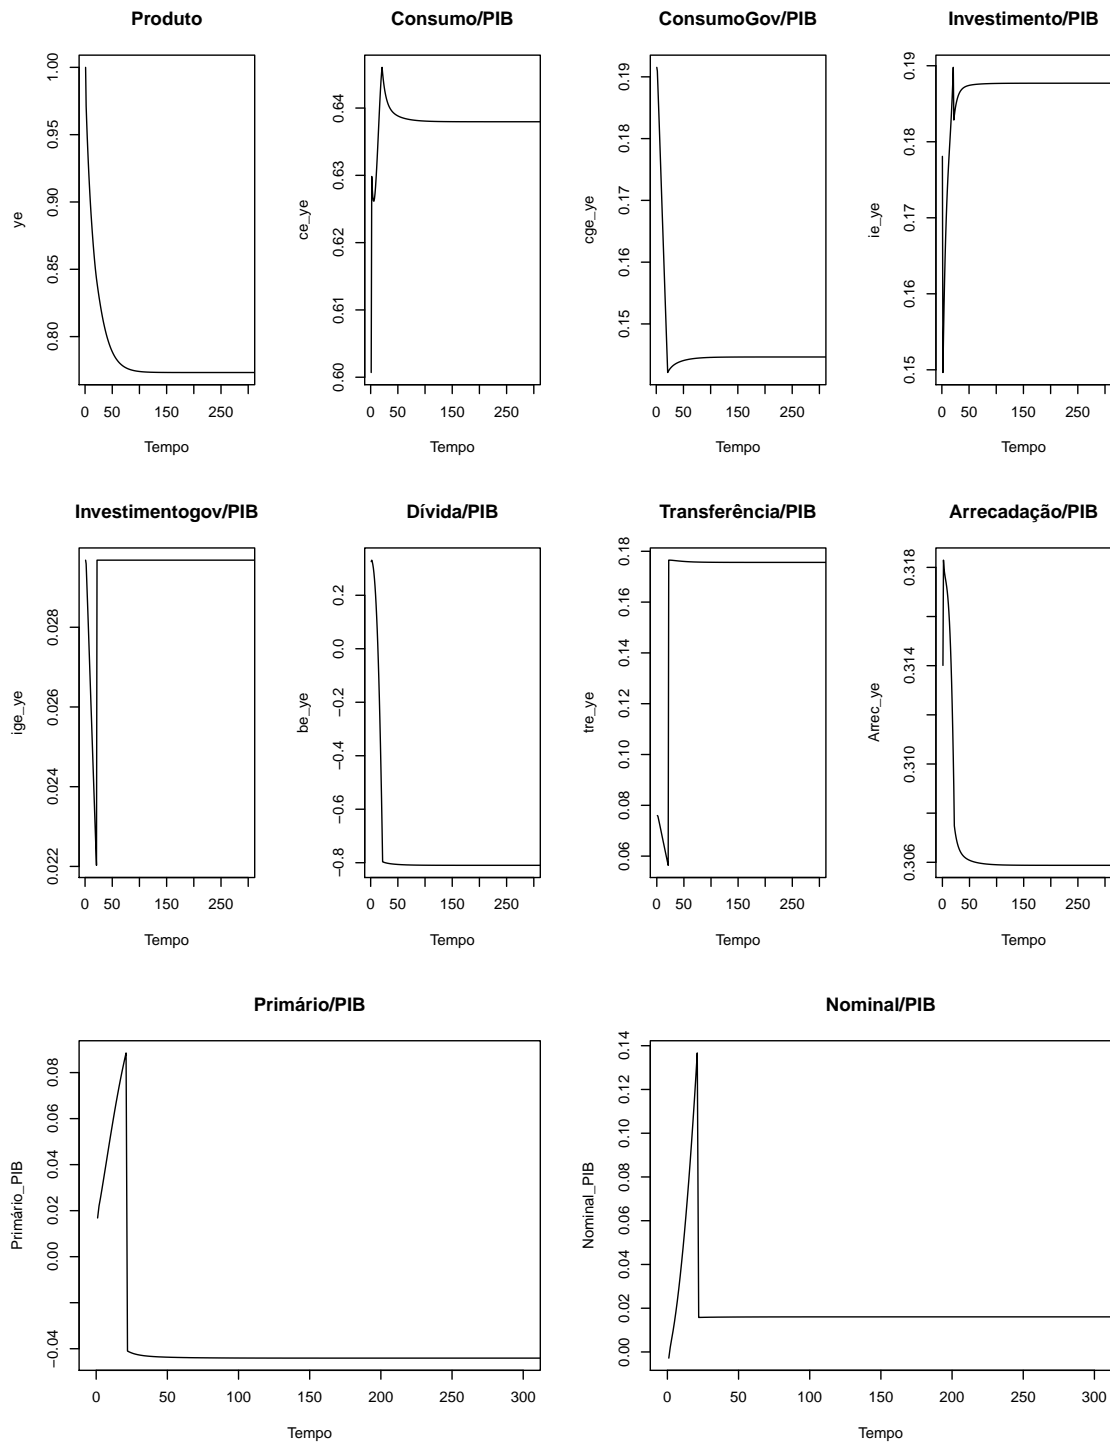 Produto
ye
1.00
0.95
0.90
0.85
0.80
0 50 150 250
Tempo
Consumo/PIB
ce_ye
0.64
0.63
0.62
0.61
0.60
0 50 150 250
Tempo
ConsumoGov/PIB
cge_ye
0.19
0.18
0.17
0.16
0.15
0 50 150 250
Tempo
Investimento/PIB
ie_ye
0.19
0.18
0.17
0.16
0.15
0 50 150 250
Tempo
Investimentogov/PIB
ige_ye
0.028
0.026
0.024
0.022
0 50 150 250
Tempo
Dívida/PIB
be_ye
0.2
0.0
−0.2
−0.4
−0.6
−0.8
0 50 150 250
Tempo
Transferência/PIB
tre_ye
0.18
0.16
0.14
0.12
0.10
0.08
0.06
0 50 150 250
Tempo
Arrecadação/PIB
Arrec_ye
0.318
0.314
0.310
0.306
0 50 150 250
Tempo
Primário/PIB
Primário_PIB
0.08
0.06
0.04
0.02
0.00
−0.04
0 50 100 150 200 250 300
Tempo
Nominal/PIB
Nominal_PIB
0.14
0.12
0.10
0.08
0.06
0.04
0.02
0.00
0 50 100 150 200 250 300
Tempo